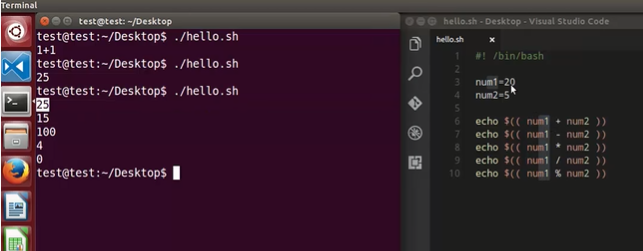 Terminal
test@test: ~/Desktop
test@test:~/Desktop$ ./hello.sh
1+1
test@test:~/Desktop$ ./hello.sh
25
test@test:~/Desktop$ ./hello.sh
25
15
100
4
0
test@test:~/Desktop$
hello.sh - Desktop - Visual Studio Code
hello.sh
1 #! /bin/bash
2
3 num1=20
4 num2=5
5
6 echo $(( num1 + num2 ))
7 echo $(( num1 - num2 ))
8 echo $(( num1 * num2 ))
9 echo $(( num1 / num2 ))
10 echo $(( num1 % num2 ))